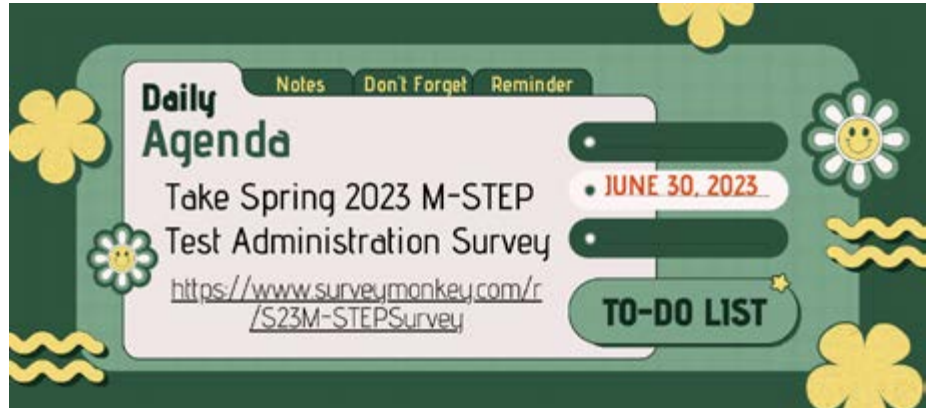 Notes
Don't Forget
Reminder
Daily
Agenda
Take Spring 2023 M-STEP
Test Administration Survey
https://www.surveymonkey.com/r
/S23M-STEPSurvey
JUNE 30, 2023
TO-DO LIST